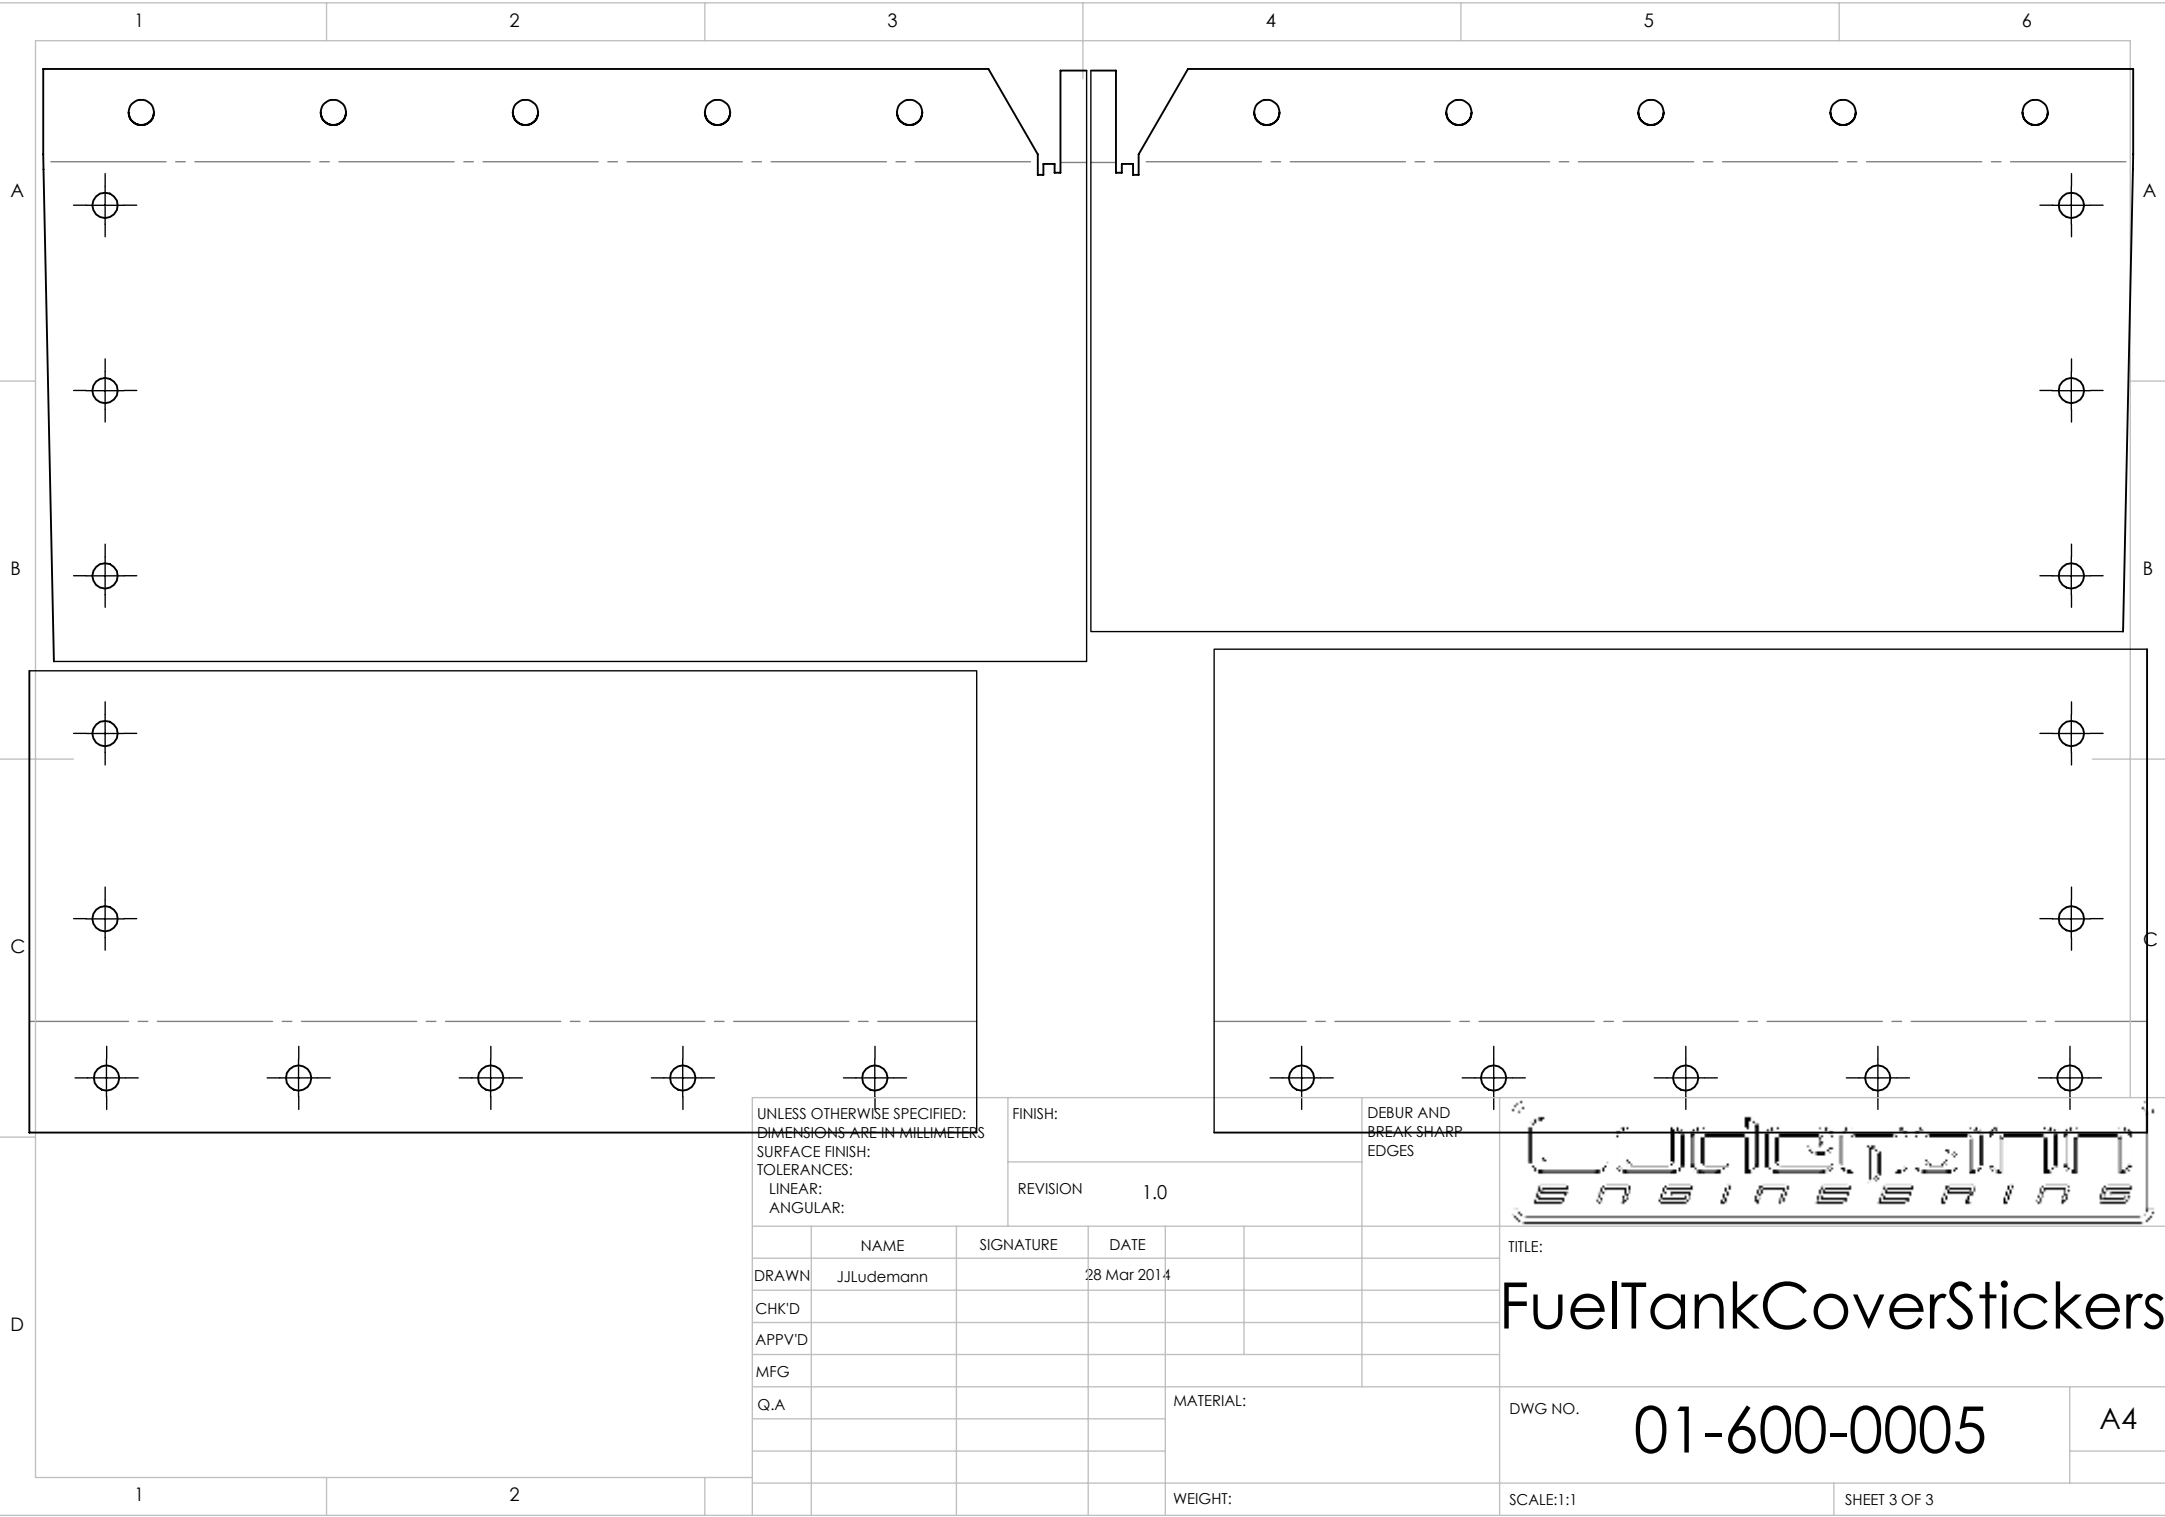 1 2 3 4 5 6
A A
B B
C C
D
UNLESS OTHERWISE SPECIFIED:
DIMENSIONS ARE IN MILLIMETERS
SURFACE FINISH:
TOLERANCES:
LINEAR:
ANGULAR:
FINISH:
REVISION 1.0
DEBUR AND
BREAK SHARP
EDGES
Ludemann
ENGINEERING
NAME SIGNATURE DATE
DRAWN JJLudemann 28 Mar 2014
CHK'D
APPV'D
MFG
Q.A
MATERIAL:
WEIGHT:
TITLE:
FuelTankCoverStickers
DWG NO. 01-600-0005 A4
SCALE:1:1 SHEET 3 OF 3
1 2